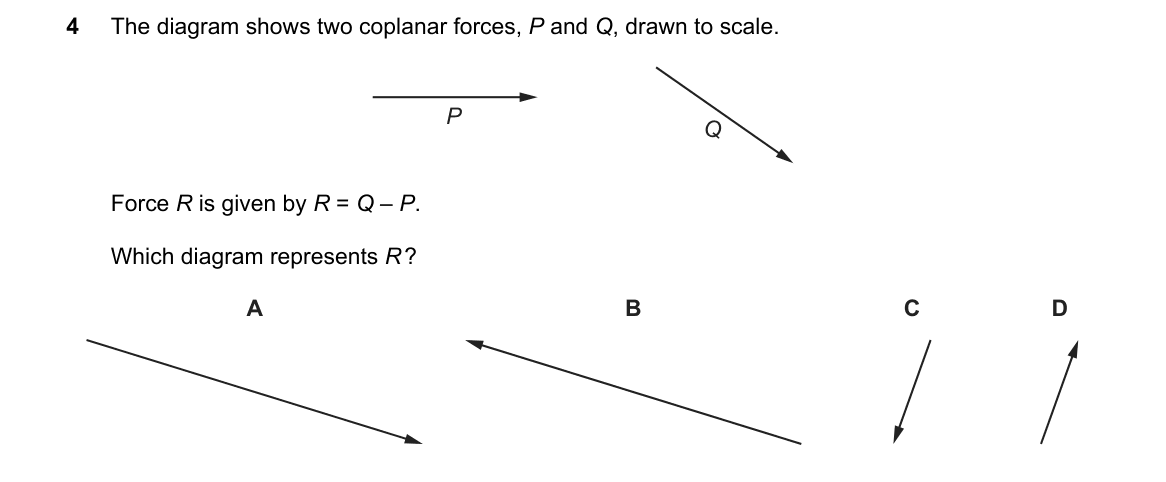 4 The diagram shows two coplanar forces, P and Q, drawn to scale.
P
Q
Force R is given by R = Q – P.
Which diagram represents R?
A B C D